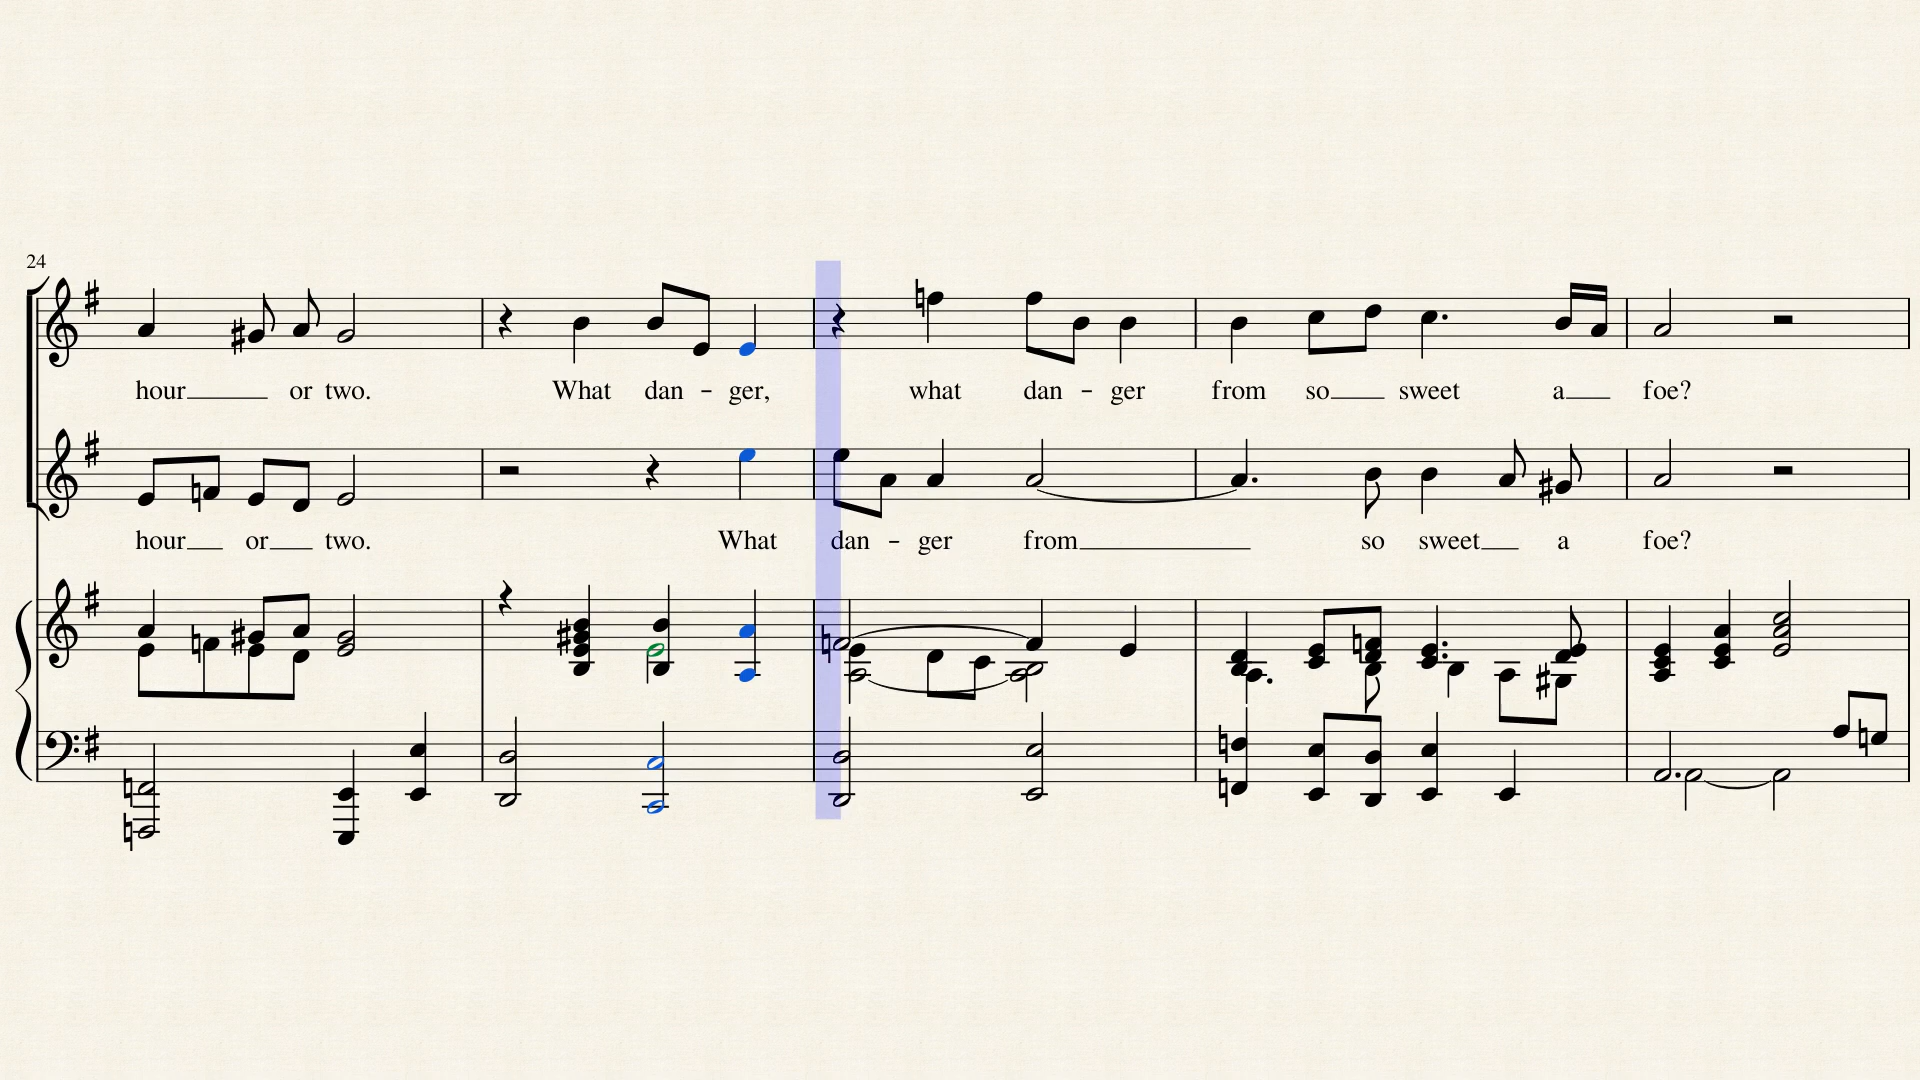 24
hour or two. What dan - ger, what dan - ger from so sweet a foe?
hour or two. What dan - ger from so sweet a foe?